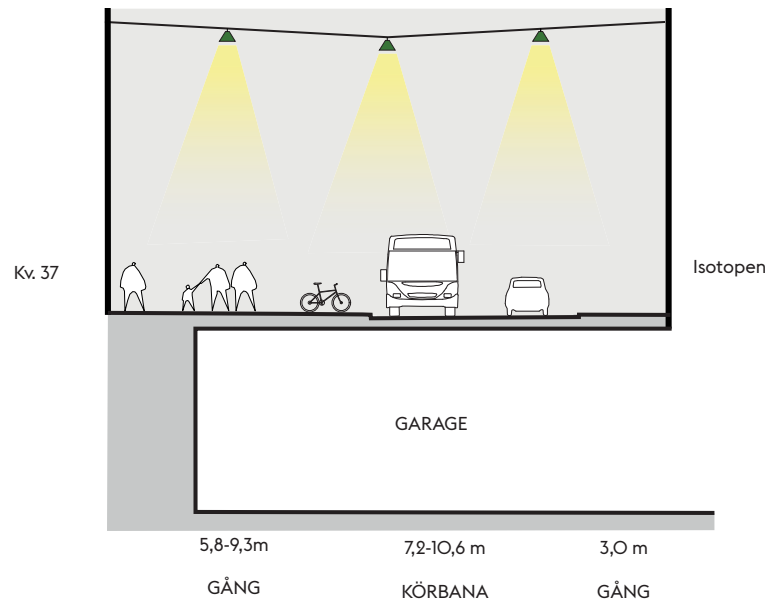 Kv. 37
Isotopen
GARAGE
5,8-9,3m
7,2-10,6 m
3,0 m
GÅNG
KÖRBANA
GÅNG